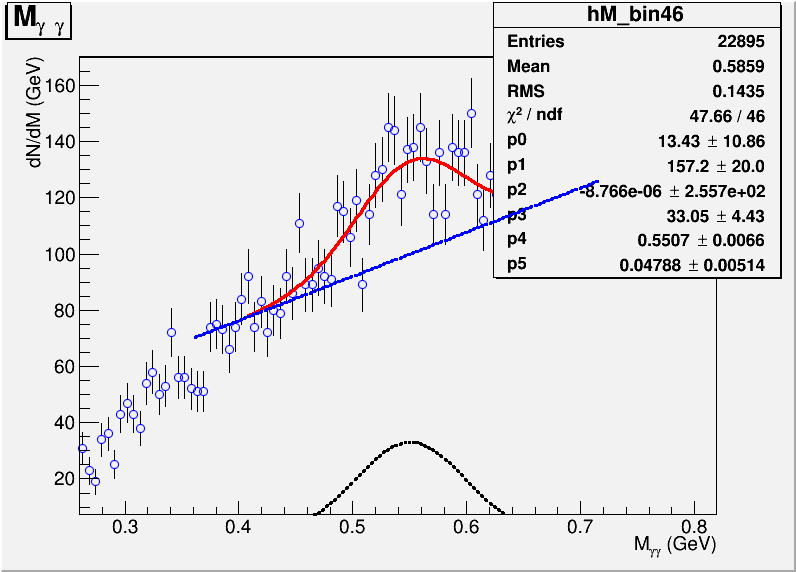 M γ γ
hM_bin46
Entries 22895
Mean 0.5859
RMS 0.1435
χ² / ndf 47.66 / 46
p0 13.43 ± 10.86
p1 157.2 ± 20.0
p2 -8.766e-06 ± 2.557e+02
p3 33.05 ± 4.43
p4 0.5507 ± 0.0066
p5 0.04788 ± 0.00514
dN/dM (GeV)
160
140
120
100
80
60
40
20
0.3 0.4 0.5 0.6 0.7 0.8
Mγγ (GeV)